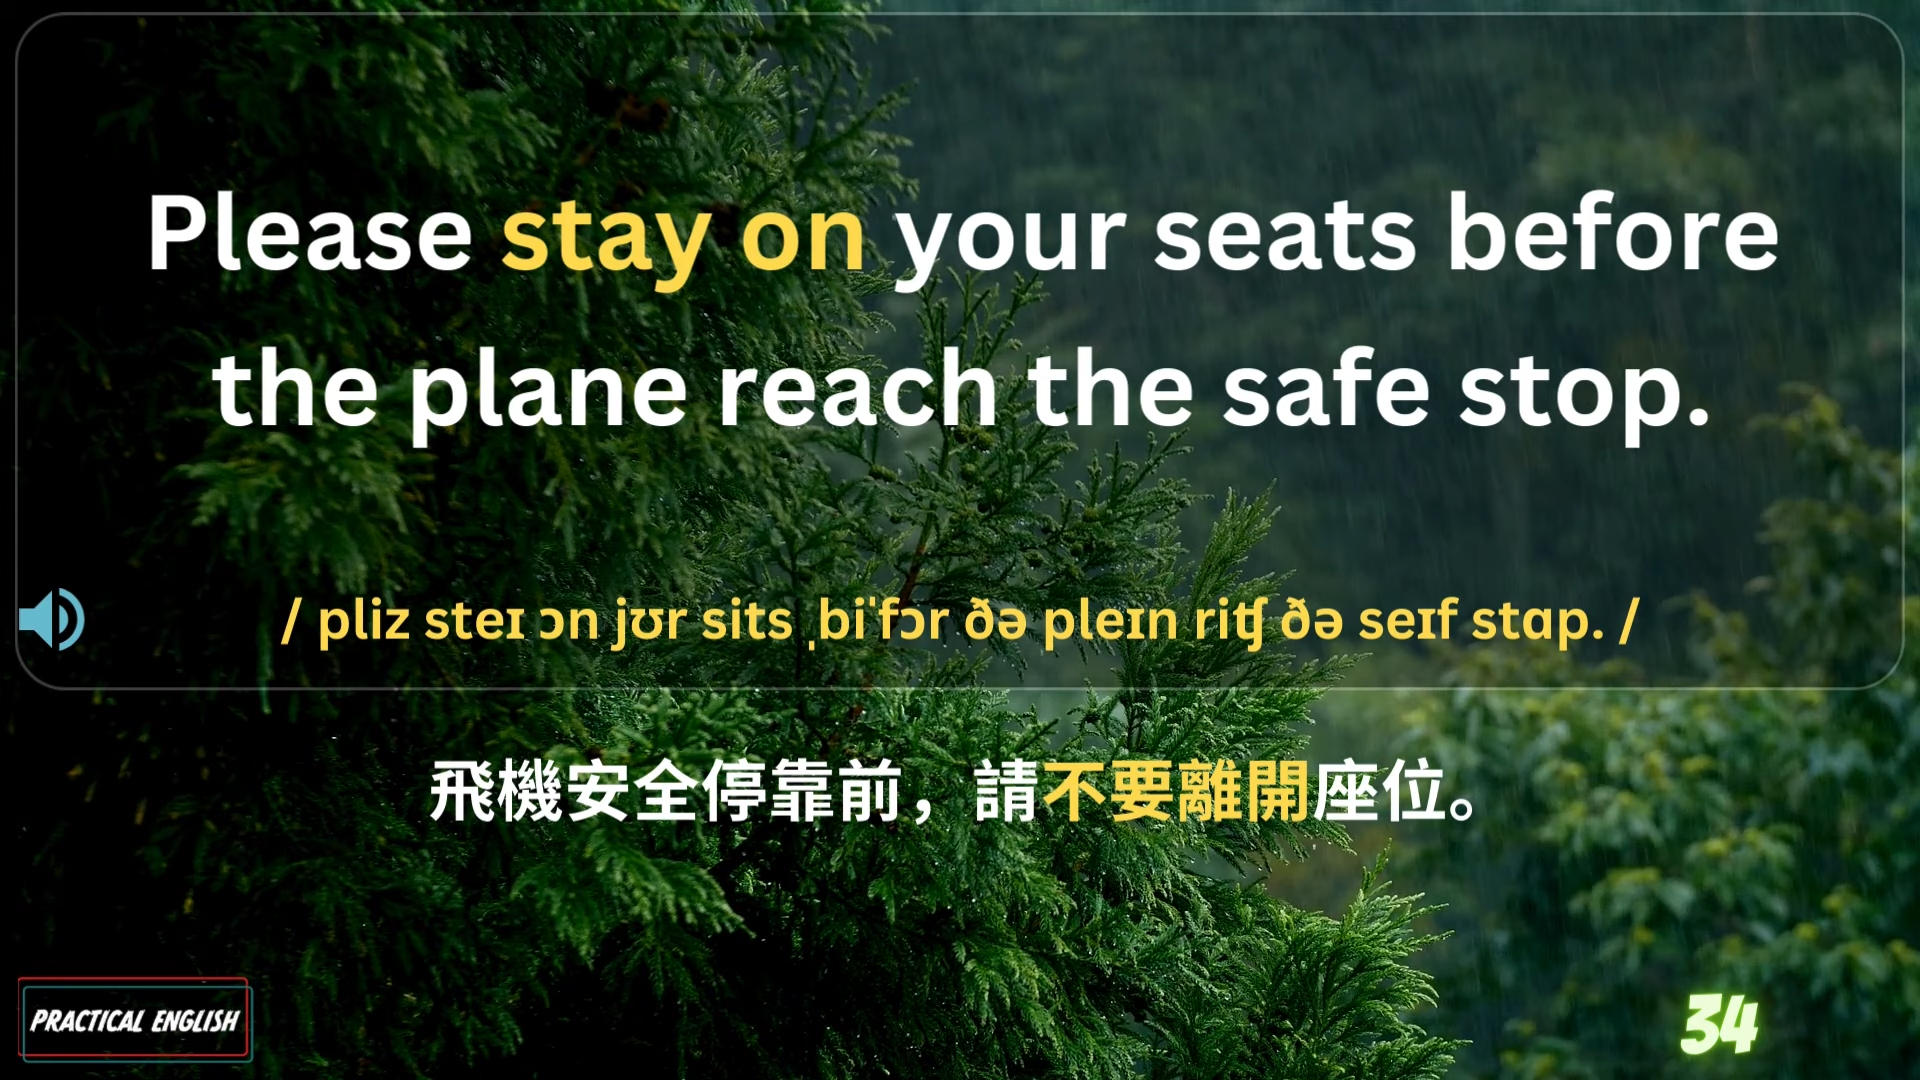 Please stay on your seats before
the plane reach the safe stop.
/ pliz steɪ ɔn jʊr sits ˌbiˈfɔr ðə pleɪn riʧ ðə seɪf stɑp. /
飛機安全停靠前，請不要離開座位。
PRACTICAL ENGLISH
34